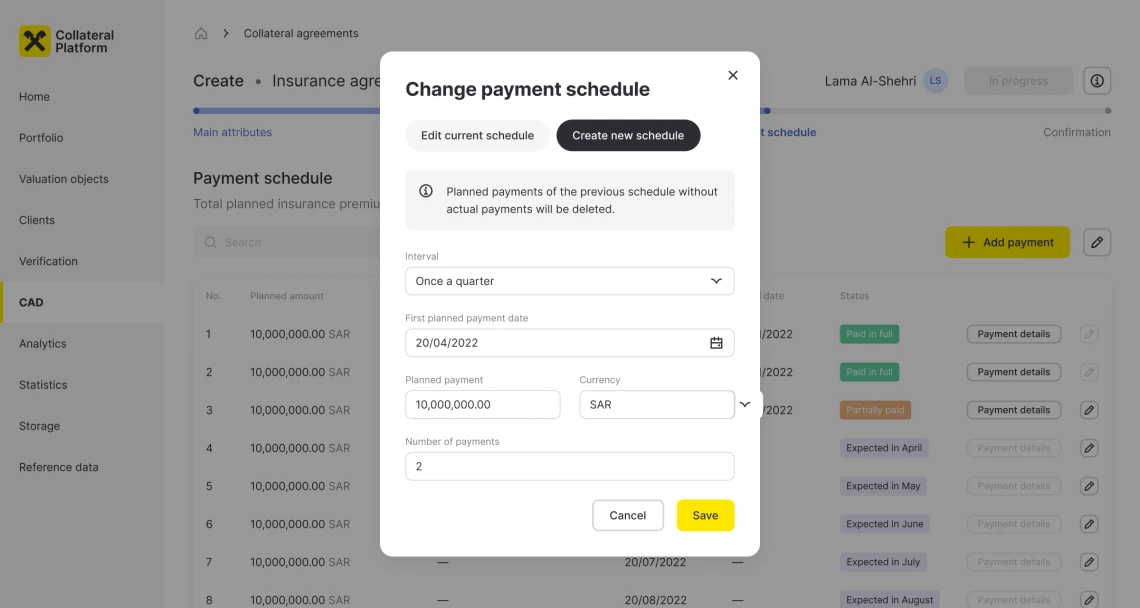 Collateral
Platform
Home
Portfolio
Valuation objects
Clients
Verification
CAD
Analytics
Statistics
Storage
Reference data
Collateral agreements
Create • Insurance agre
Lama Al-Shehri LS In progress
Main attributes
t schedule
Confirmation
Payment schedule
Total planned insurance premiu
Search
Add payment
No. Planned amount
date Status
1 10,000,000.00 SAR
/2022 Paid in full Payment details
2 10,000,000.00 SAR
/2022 Paid in full Payment details
3 10,000,000.00 SAR
/2022 Partially paid Payment details
4 10,000,000.00 SAR
Expected in April Payment details
5 10,000,000.00 SAR
Expected in May Payment details
6 10,000,000.00 SAR
Expected in June Payment details
7 10,000,000.00 SAR — 20/07/2022 — Expected in July Payment details
8 10,000,000.00 SAR — 20/08/2022 — Expected in August Payment details
Change payment schedule
Edit current schedule
Create new schedule
Planned payments of the previous schedule without
actual payments will be deleted.
Interval
Once a quarter
First planned payment date
20/04/2022
Planned payment Currency
10,000,000.00 SAR
Number of payments
2
Cancel Save